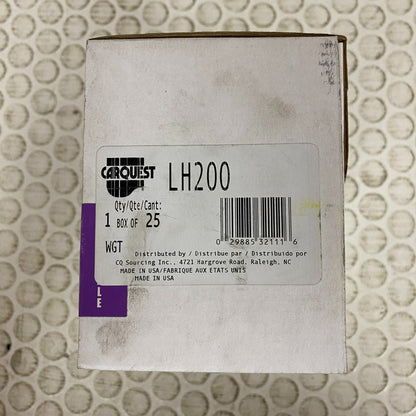 CARQUEST LH200
Qty/Qte/Cant:
1 BOX OF 25
WGT
0 29885 32111 6
Distributed by / Distribue par / Distribuido por
CQ Sourcing Inc., 4721 Hargrove Road, Raleigh, NC
MADE IN USA/FABRIQUE AUX ETATS UNIS
MADE IN USA
LE